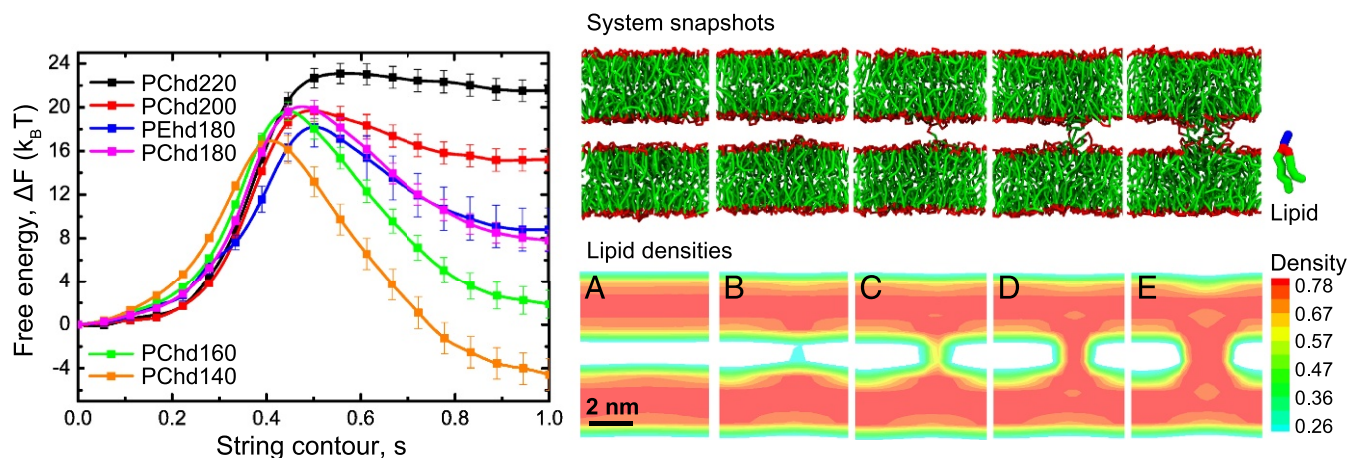 Free energy, ΔF (k_BT)
24
20
16
12
8
4
0
-4
PChd220
PChd200
PEhd180
PChd180
PChd160
PChd140
0.0 0.2 0.4 0.6 0.8 1.0
String contour, s
System snapshots
Lipid
Lipid densities
A B C D E
2 nm
Density
0.78
0.67
0.57
0.47
0.36
0.26